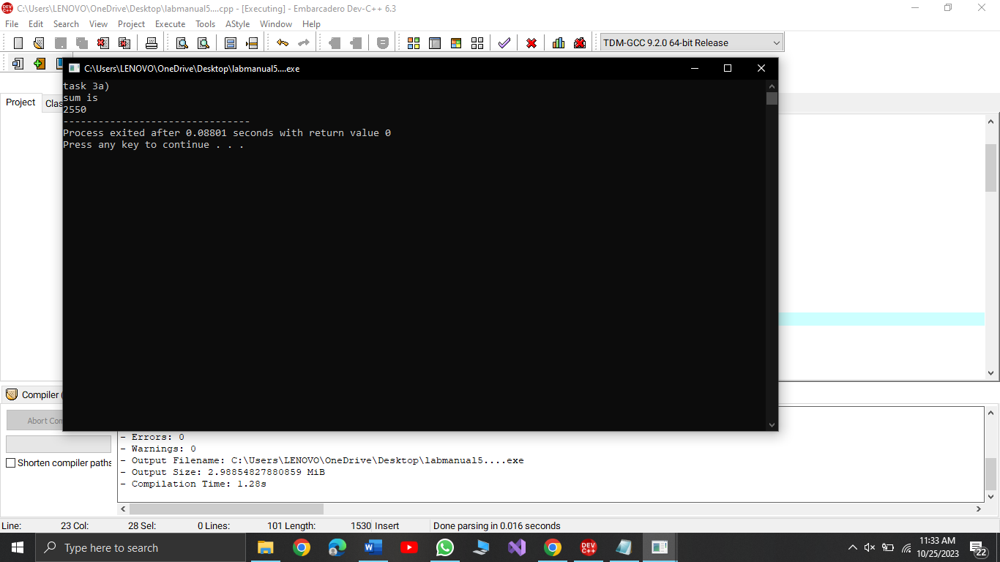 C:\Users\LENOVO\OneDrive\Desktop\labmanual5....cpp - [Executing] - Embarcadero Dev-C++ 6.3
File Edit Search View Project Execute Tools AStyle Window Help
TDM-GCC 9.2.0 64-bit Release
C:\Users\LENOVO\OneDrive\Desktop\labmanual5....exe
Project Clas
task 3a)
sum is
2550
--------------------------------
Process exited after 0.08801 seconds with return value 0
Press any key to continue . . .
Compiler (
Abort Com
Shorten compiler paths
- Errors: 0
- Warnings: 0
- Output Filename: C:\Users\LENOVO\OneDrive\Desktop\labmanual5....exe
- Output Size: 2.98854827880859 MiB
- Compilation Time: 1.28s
Line: 23 Col: 28 Sel: 0 Lines: 101 Length: 1530 Insert Done parsing in 0.016 seconds
Type here to search
DEV C++
11:33 AM
10/25/2023
22